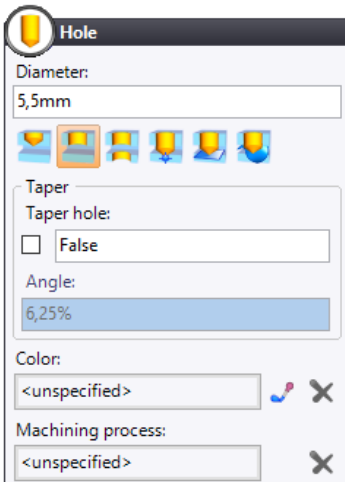 Hole
Diameter:
5,5mm
Taper
Taper hole:
False
Angle:
6,25%
Color:
<unspecified>
Machining process:
<unspecified>